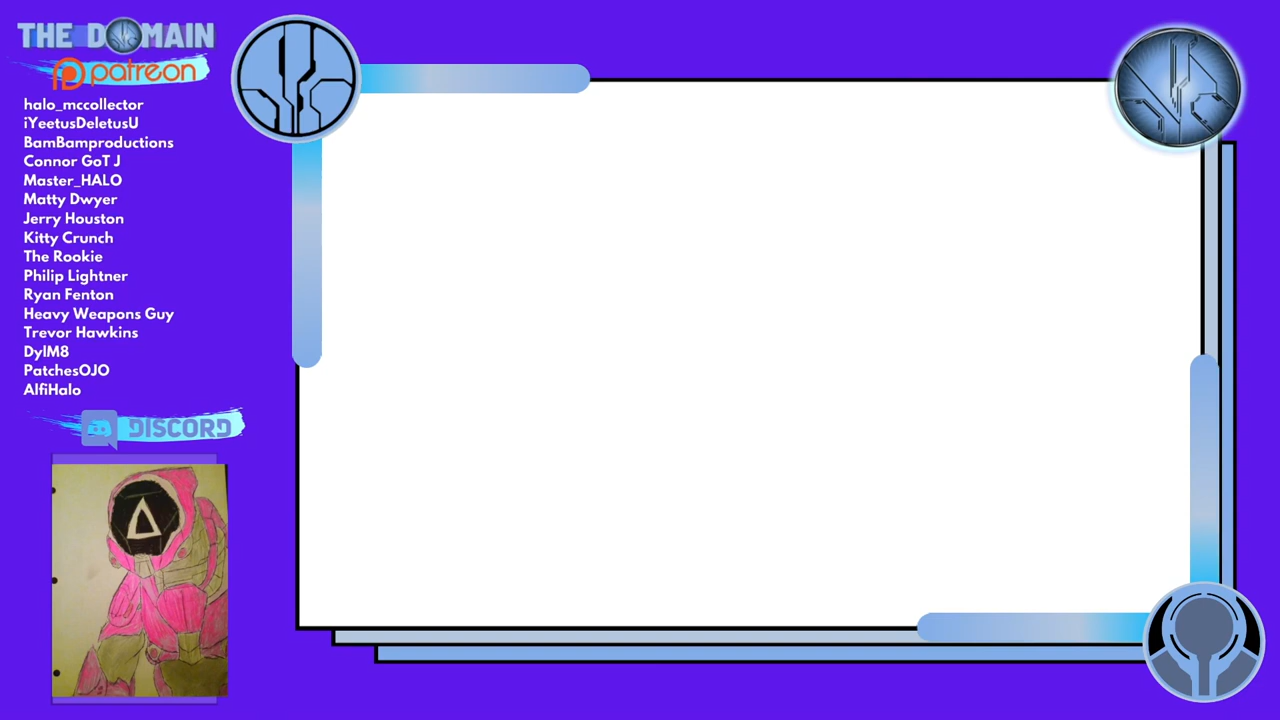 THE DOMAIN
patreon
halo_mccollector
iYeetusDeletusU
BamBamproductions
Connor GoT J
Master_HALO
Matty Dwyer
Jerry Houston
Kitty Crunch
The Rookie
Philip Lightner
Ryan Fenton
Heavy Weapons Guy
Trevor Hawkins
DylM8
PatchesOJO
AlfiHalo
DISCORD